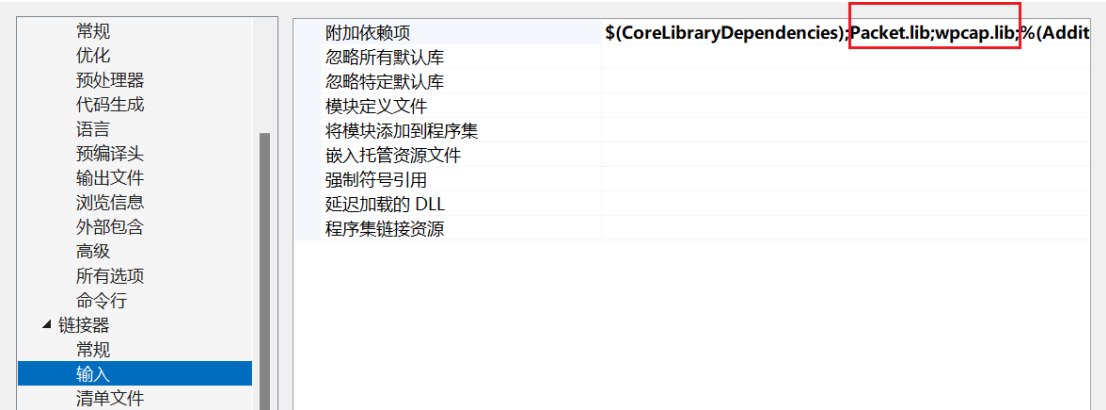 常规
优化
预处理器
代码生成
语言
预编译头
输出文件
浏览信息
外部包含
高级
所有选项
命令行
链接器
常规
输入
清单文件
附加依赖项 $(CoreLibraryDependencies);Packet.lib;wpcap.lib;%(Addit
忽略所有默认库
忽略特定默认库
模块定义文件
将模块添加到程序集
嵌入托管资源文件
强制符号引用
延迟加载的 DLL
程序集链接资源